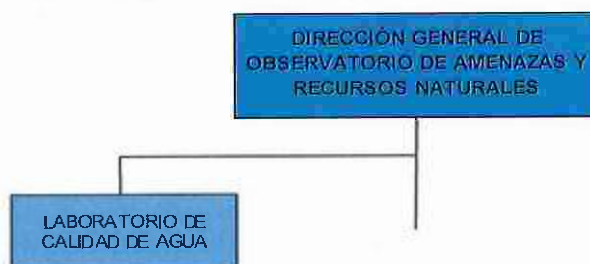 DIRECCIÓN GENERAL DE
OBSERVATORIO DE AMENAZAS Y
RECURSOS NATURALES
LABORATORIO DE
CALIDAD DE AGUA